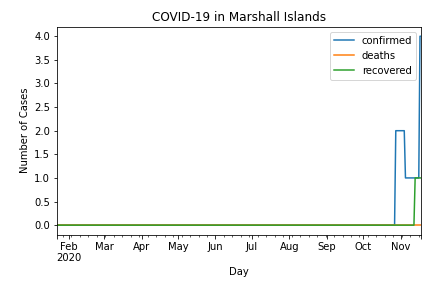 COVID-19 in Marshall Islands
4.0
3.5
3.0
2.5
2.0
1.5
1.0
0.5
0.0
Number of Cases
confirmed
deaths
recovered
Feb Mar Apr May Jun Jul Aug Sep Oct Nov
2020
Day